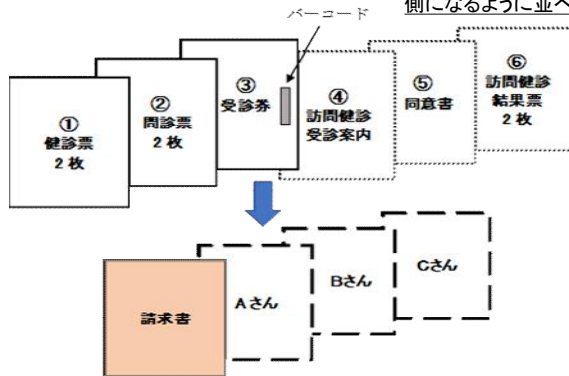 側になるように並べ
バーコード
①
健診票
2枚
②
問診票
2枚
③
受診券
④
訪問健診
受診案内
⑤
同意書
⑥
訪問健診
結果票
2枚
請求書
Aさん
Bさん
Cさん